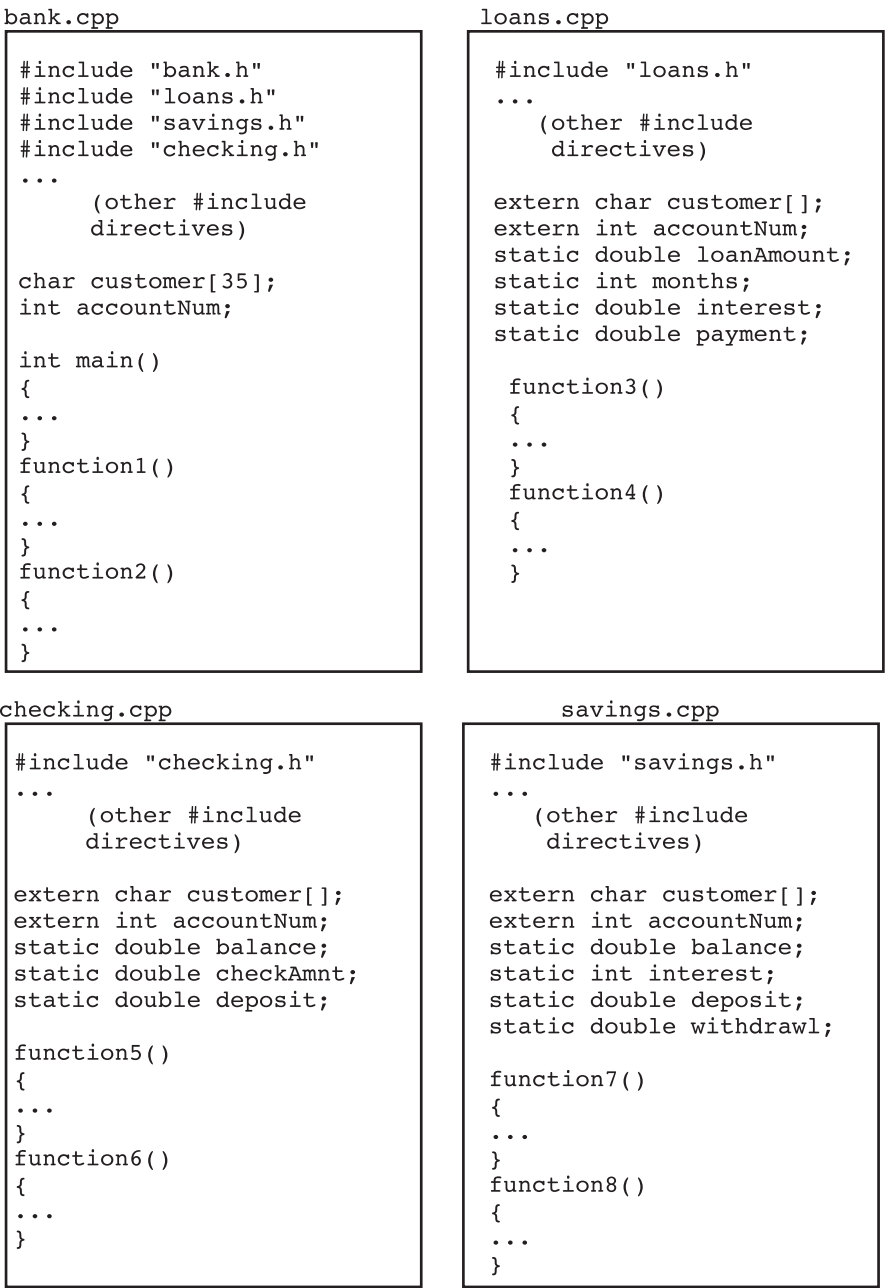 bank.cpp
#include "bank.h"
#include "loans.h"
#include "savings.h"
#include "checking.h"
...
(other #include
directives)
char customer[35];
int accountNum;
int main()
{
...
}
function1()
{
...
}
function2()
{
...
}
loans.cpp
#include "loans.h"
...
(other #include
directives)
extern char customer[];
extern int accountNum;
static double loanAmount;
static int months;
static double interest;
static double payment;
function3()
{
...
}
function4()
{
...
}
checking.cpp
#include "checking.h"
...
(other #include
directives)
extern char customer[];
extern int accountNum;
static double balance;
static double checkAmnt;
static double deposit;
function5()
{
...
}
function6()
{
...
}
savings.cpp
#include "savings.h"
...
(other #include
directives)
extern char customer[];
extern int accountNum;
static double balance;
static int interest;
static double deposit;
static double withdrawl;
function7()
{
...
}
function8()
{
...
}